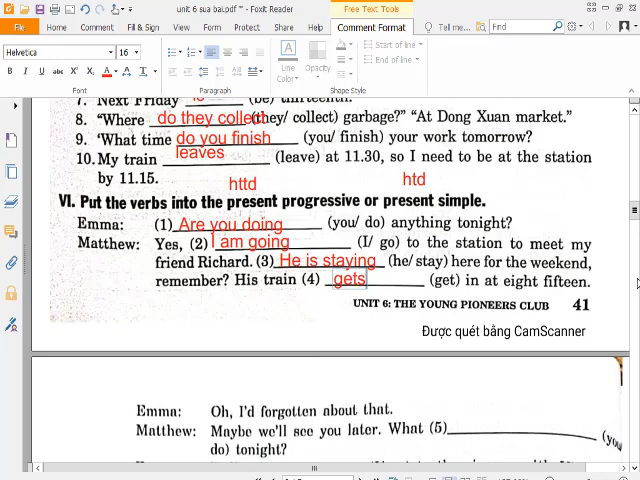 unit 6 sua bai.pdf * - Foxit Reader
Free Text Tools
File Home Comment Fill & Sign View Form Protect Share Help Comment Format Tell me... Find
Helvetica 16 Start of Line
End of Line
B I U abc X² X₂ A Line Color Opacity
Font Paragraph Shape Style
7. Next Friday (be) thirteenth.
8. "Where do they collect (they/ collect) garbage?" "At Dong Xuan market."
9. 'What time do you finish (you/ finish) your work tomorrow?
10. My train leaves (leave) at 11.30, so I need to be at the station
by 11.15. httd htd
VI. Put the verbs into the present progressive or present simple.
Emma: (1) Are you doing (you/ do) anything tonight?
Matthew: Yes, (2) I am going (I/ go) to the station to meet my
friend Richard. (3) He is staying (he/ stay) here for the weekend,
remember? His train (4) gets (get) in at eight fifteen.
UNIT 6: THE YOUNG PIONEERS CLUB 41
Được quét bằng CamScanner
Emma: Oh, I'd forgotten about that.
Matthew: Maybe we'll see you later. What (5) (you
do) tonight?